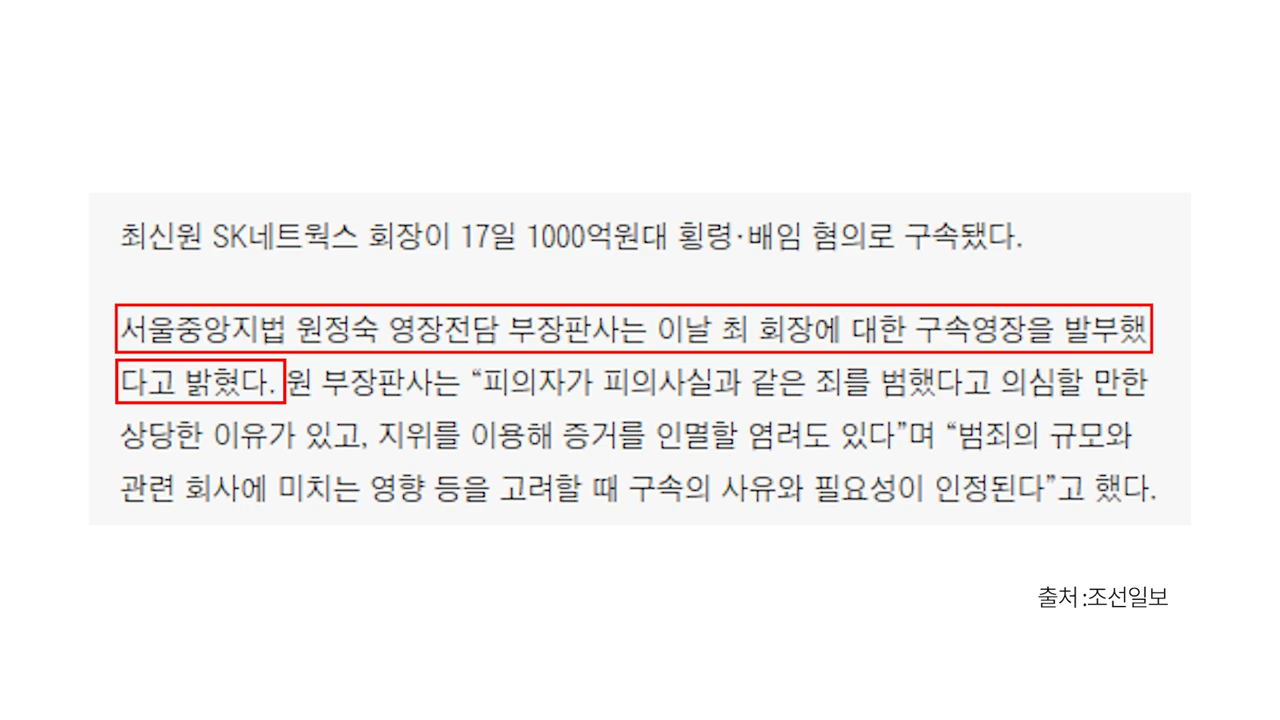 최신원 SK네트웍스 회장이 17일 1000억원대 횡령·배임 혐의로 구속됐다.
서울중앙지법 원정숙 영장전담 부장판사는 이날 최 회장에 대한 구속영장을 발부했
다고 밝혔다. 원 부장판사는 “피의자가 피의사실과 같은 죄를 범했다고 의심할 만한
상당한 이유가 있고, 지위를 이용해 증거를 인멸할 염려도 있다”며 “범죄의 규모와
관련 회사에 미치는 영향 등을 고려할 때 구속의 사유와 필요성이 인정된다”고 했다.
출처 :조선일보